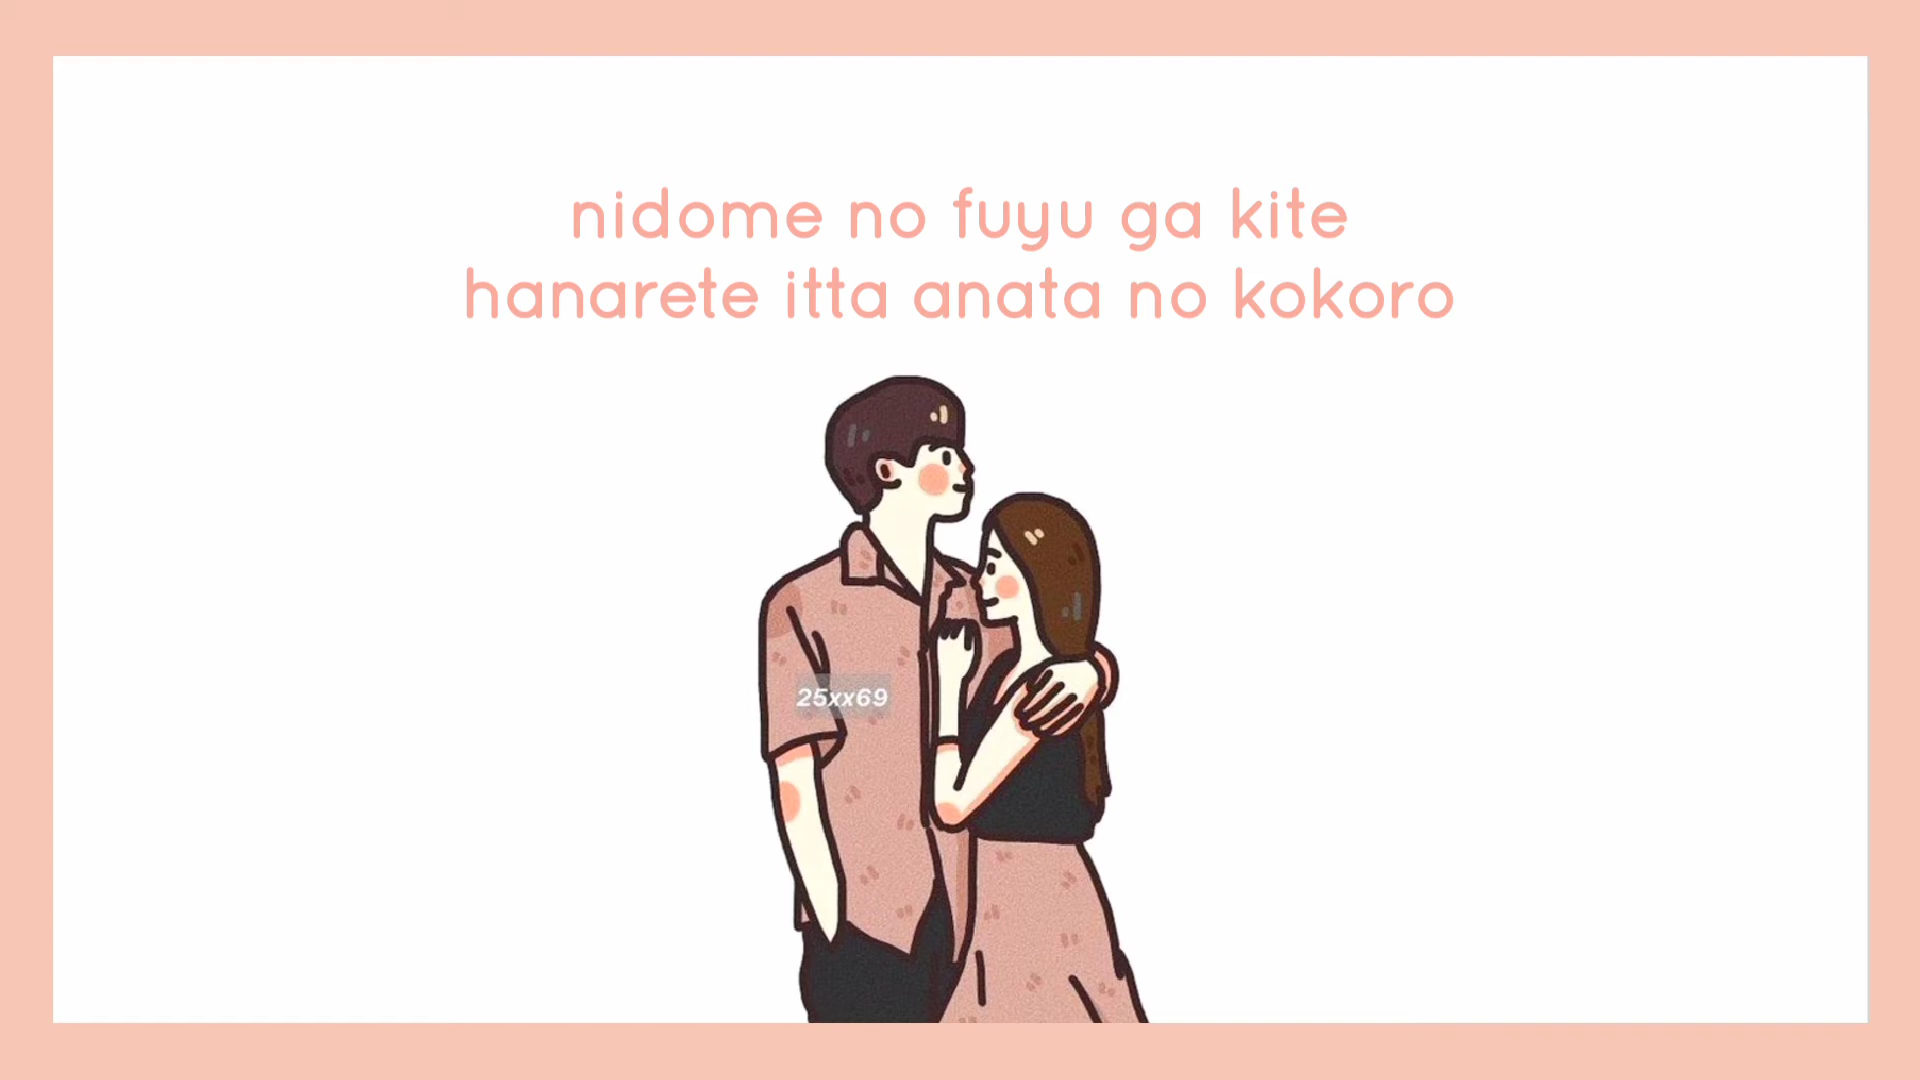 nidome no fuyu ga kite
hanarete itta anata no kokoro
25xx69